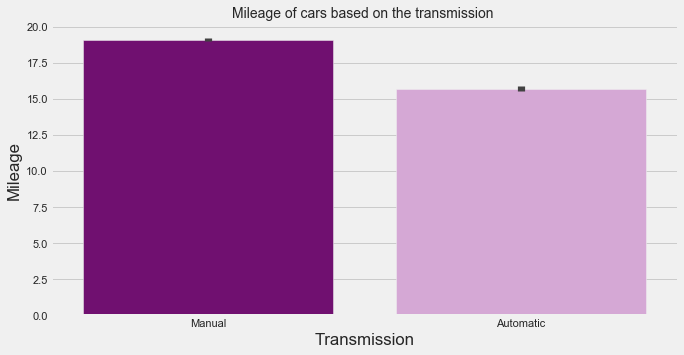 Mileage of cars based on the transmission
20.0
17.5
15.0
12.5
10.0
7.5
5.0
2.5
0.0
Mileage
Manual
Automatic
Transmission